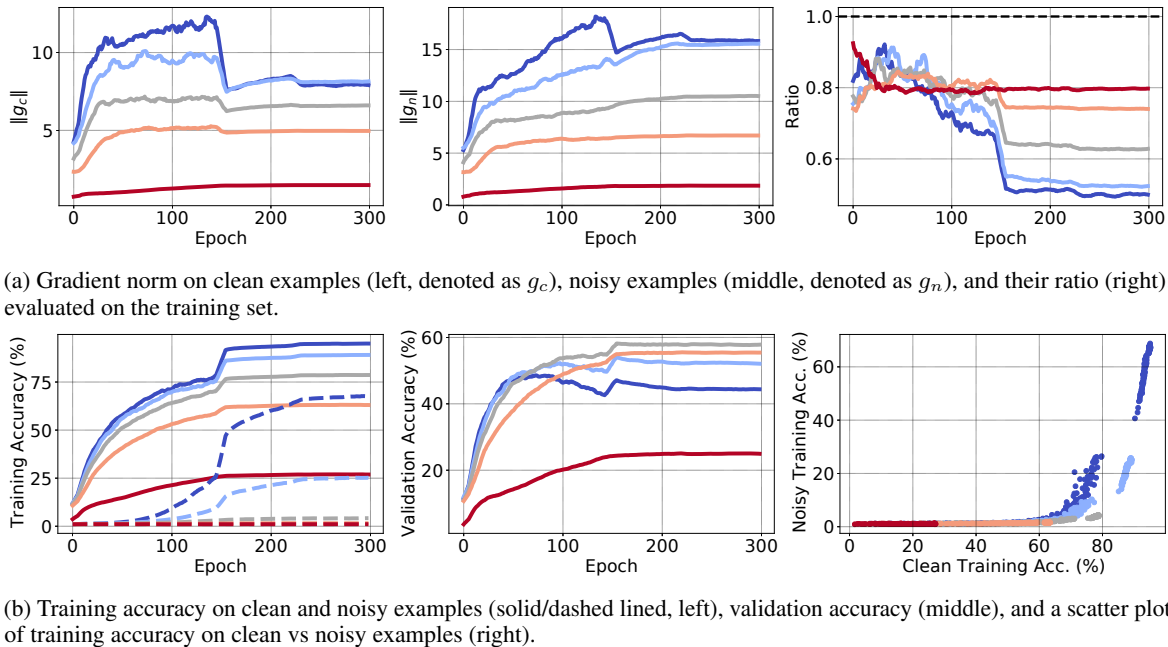 10
5
0
100
200
300
Epoch
‖g_c‖
15
10
5
0
0
100
200
300
Epoch
‖g_n‖
1.0
0.8
0.6
0
100
200
300
Epoch
Ratio
(a) Gradient norm on clean examples (left, denoted as g_c), noisy examples (middle, denoted as g_n), and their ratio (right)
evaluated on the training set.
75
50
25
0
0
100
200
300
Epoch
Training Accuracy (%)
60
40
20
0
100
200
300
Epoch
Validation Accuracy (%)
60
40
20
0
0
20
40
60
80
Clean Training Acc. (%)
Noisy Training Acc. (%)
(b) Training accuracy on clean and noisy examples (solid/dashed lined, left), validation accuracy (middle), and a scatter plot
of training accuracy on clean vs noisy examples (right).